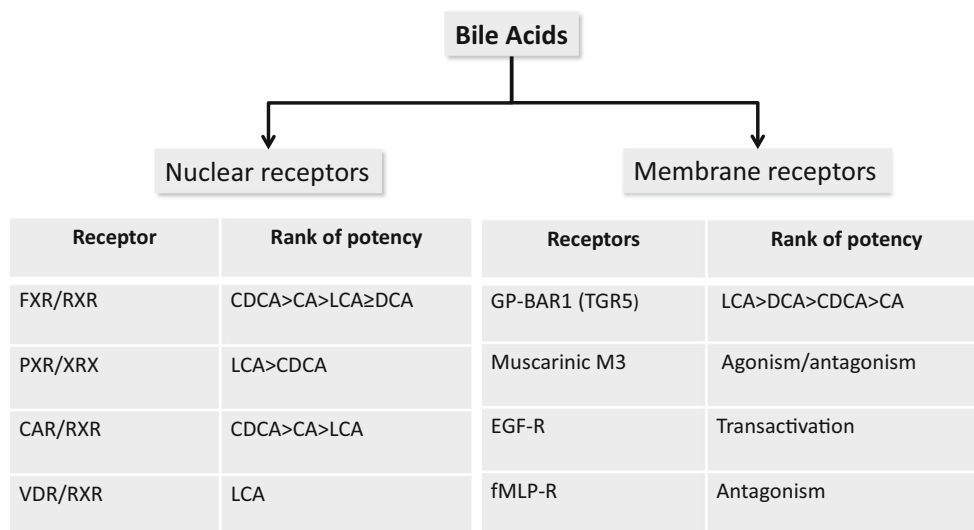 Bile Acids
Nuclear receptors
Membrane receptors
Receptor Rank of potency
FXR/RXR CDCA>CA>LCA≥DCA
PXR/XRX LCA>CDCA
CAR/RXR CDCA>CA>LCA
VDR/RXR LCA
Receptors Rank of potency
GP-BAR1 (TGR5) LCA>DCA>CDCA>CA
Muscarinic M3 Agonism/antagonism
EGF-R Transactivation
fMLP-R Antagonism